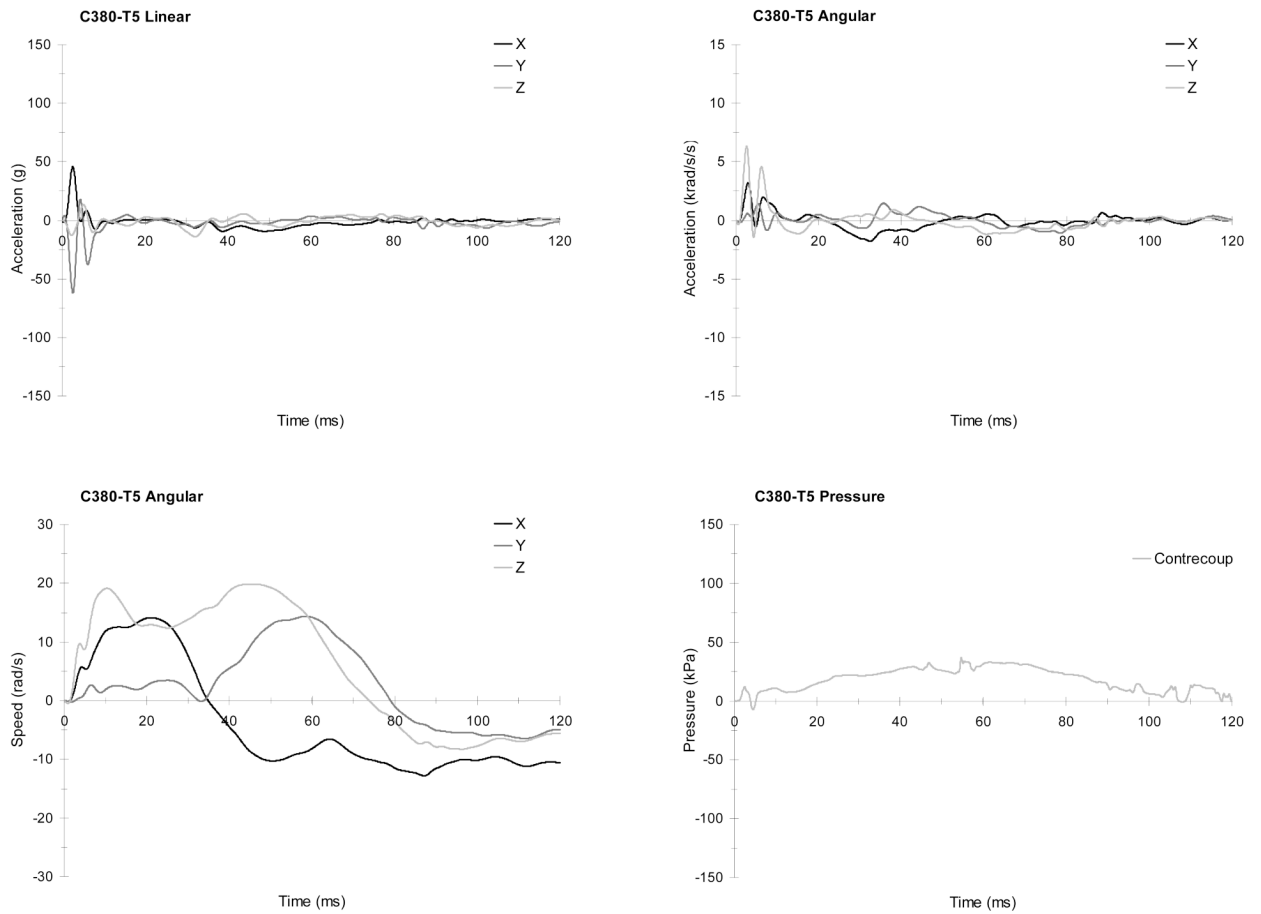 C380-T5 Linear
150
100
50
0
-50
-100
-150
0 20 40 60 80 100 120
Acceleration (g)
Time (ms)
X
Y
Z
C380-T5 Angular
15
10
5
0
-5
-10
-15
0 20 40 60 80 100 120
Acceleration (krad/s/s)
Time (ms)
X
Y
Z
C380-T5 Angular
30
20
10
0
-10
-20
-30
0 20 40 60 80 100 120
Speed (rad/s)
Time (ms)
X
Y
Z
C380-T5 Pressure
150
100
50
0
-50
-100
-150
0 20 40 60 80 100 120
Pressure (kPa)
Time (ms)
Contrecoup